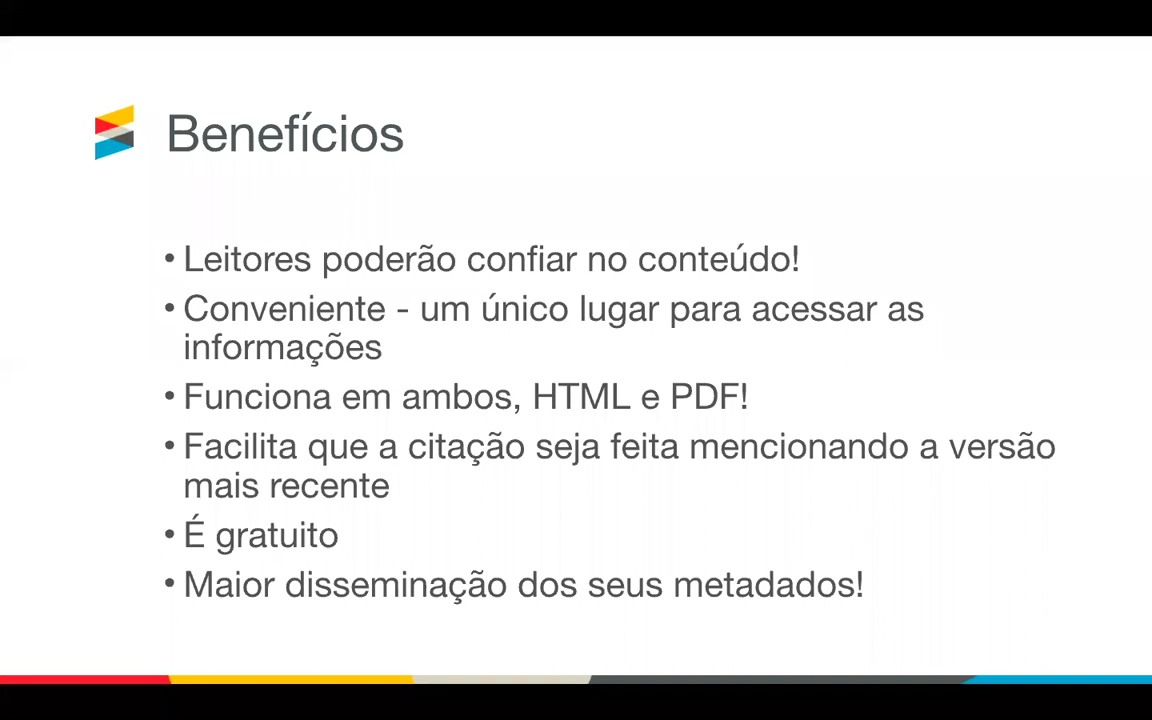 Benefícios
• Leitores poderão confiar no conteúdo!
• Conveniente - um único lugar para acessar as
informações
• Funciona em ambos, HTML e PDF!
• Facilita que a citação seja feita mencionando a versão
mais recente
• É gratuito
• Maior disseminação dos seus metadados!